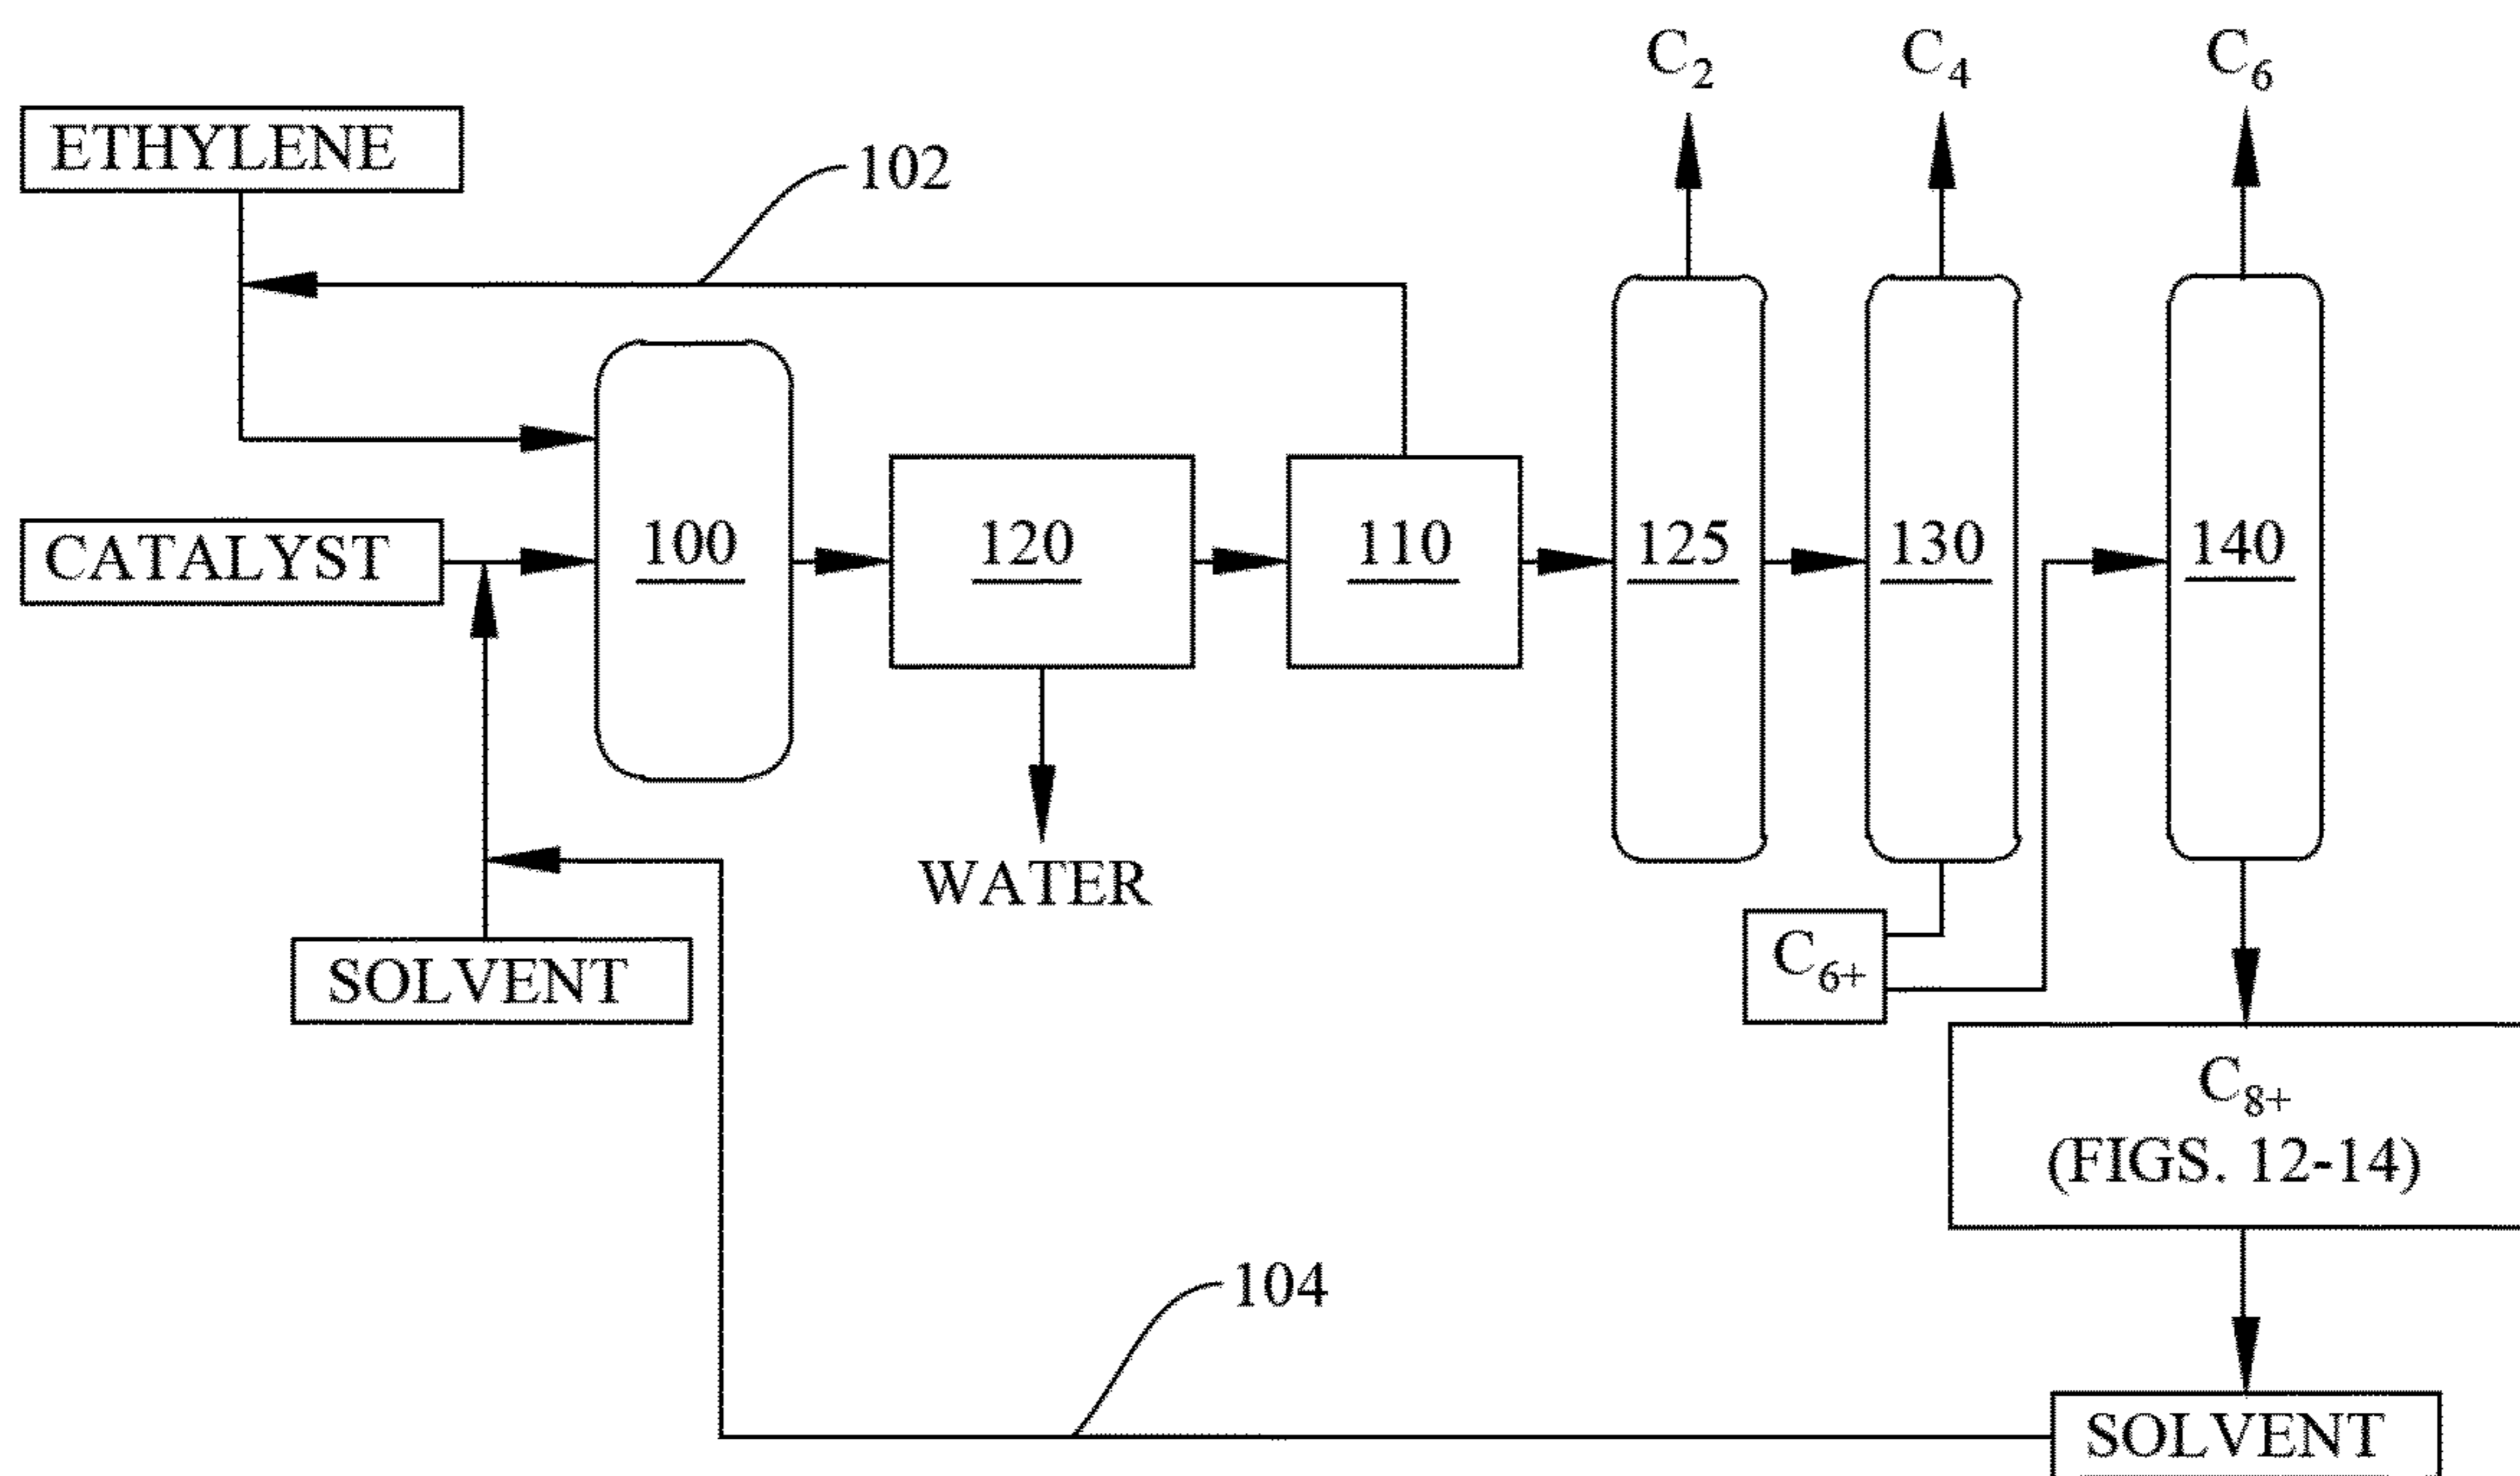 C2
C4
C6
ETHYLENE
102
CATALYST
100
120
110
125
130
140
WATER
SOLVENT
C6+
C8+
(FIGS. 12-14)
104
SOLVENT